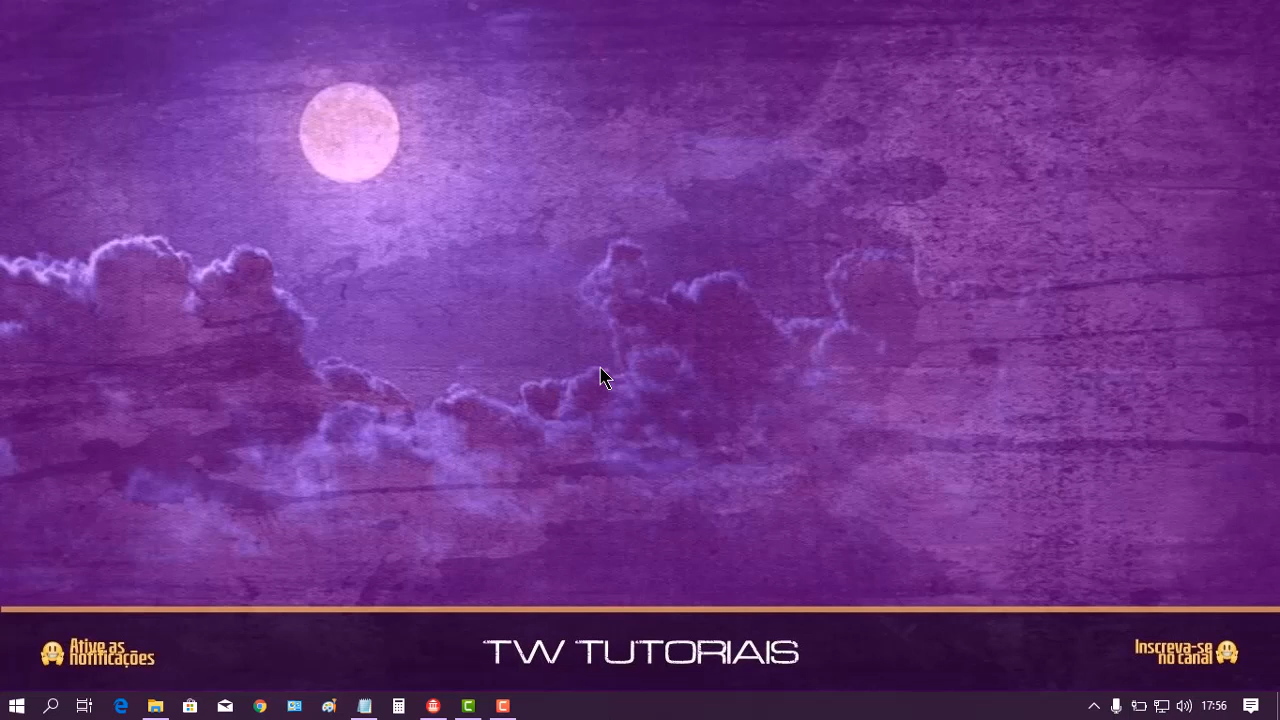 Ative as
notificações
TW TUTORIAIS
Inscreva-se
no canal
17:56